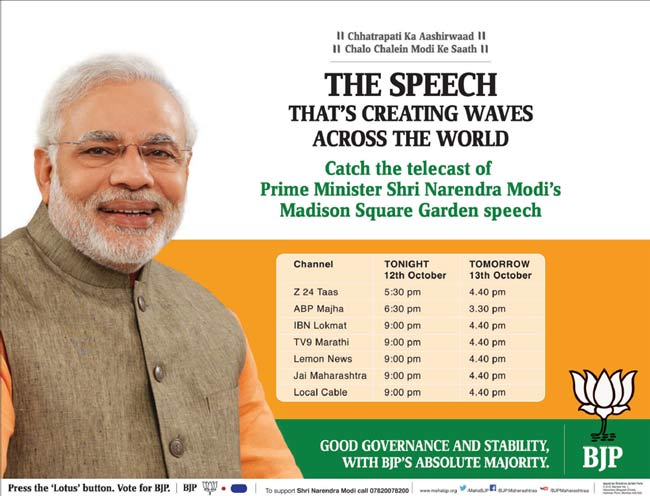 ॥ Chhatrapati Ka Aashirwaad ॥
॥ Chalo Chalein Modi Ke Saath ॥
THE SPEECH
THAT'S CREATING WAVES
ACROSS THE WORLD
Catch the telecast of
Prime Minister Shri Narendra Modi's
Madison Square Garden speech
Channel TONIGHT 12th October TOMORROW 13th October
Z 24 Taas 5:30 pm 4.40 pm
ABP Majha 6:30 pm 3.30 pm
IBN Lokmat 9:00 pm 4.40 pm
TV9 Marathi 9:00 pm 4.40 pm
Lemon News 9:00 pm 4.40 pm
Jai Maharashtra 9:00 pm 4.40 pm
Local Cable 9:00 pm 4.40 pm
GOOD GOVERNANCE AND STABILITY,
WITH BJP'S ABSOLUTE MAJORITY.
BJP
Press the 'Lotus' button. Vote for BJP. BJP
To support Shri Narendra Modi call 07820078200
www.mahabjp.org /MahaBJP BJPMaharashtra /BJPMaharashtra